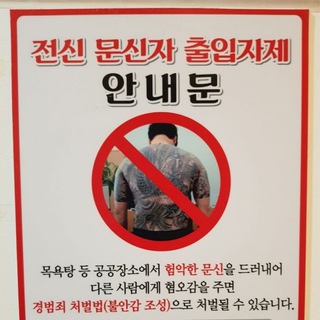 전신 문신자 출입자제
안내문
목욕탕 등 공공장소에서 험악한 문신을 드러내어
다른 사람에게 혐오감을 주면
경범죄 처벌법(불안감 조성)으로 처벌될 수 있습니다.